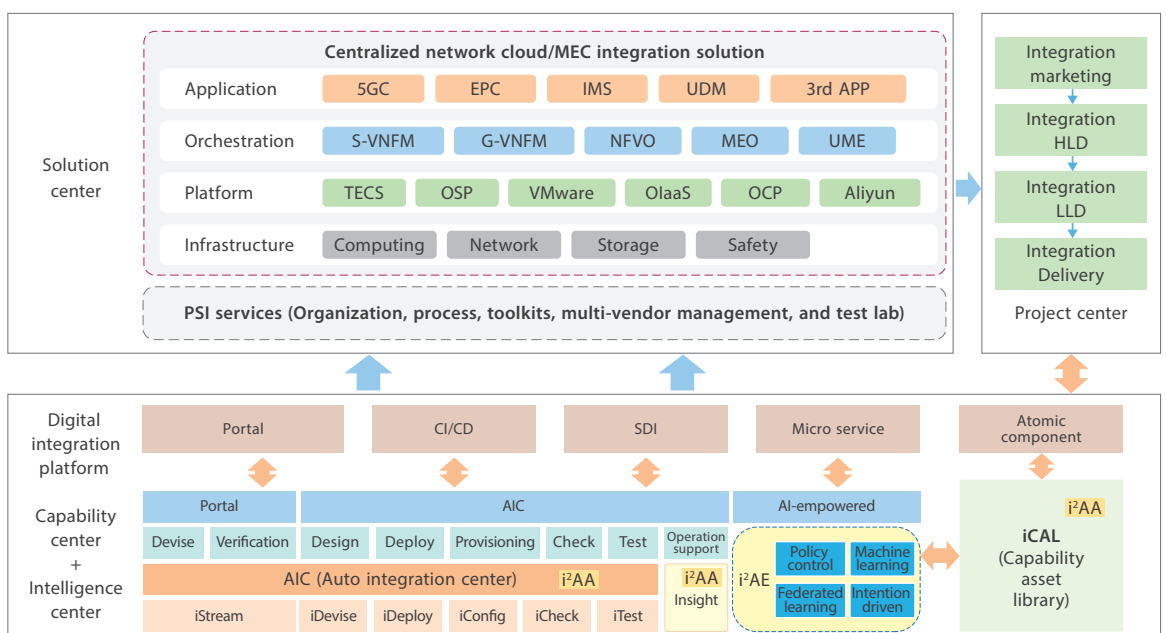 Centralized network cloud/MEC integration solution
Application 5GC EPC IMS UDM 3rd APP
Orchestration S-VNFM G-VNFM NFVO MEO UME
Platform TECS OSP VMware OIaaS OCP Aliyun
Infrastructure Computing Network Storage Safety
Solution
center
PSI services (Organization, process, toolkits, multi-vendor management, and test lab)
Integration
marketing
Integration
HLD
Integration
LLD
Integration
Delivery
Project center
Digital
integration
platform
Portal CI/CD SDI Micro service
Atomic
component
Capability
center
+
Intelligence
center
Portal AIC AI-empowered
Devise Verification Design Deploy Provisioning Check Test
Operation
support
AIC (Auto integration center) i²AA
i²AA
Insight
iStream iDevise iDeploy iConfig iCheck iTest
i²AE
Policy
control
Machine
learning
Federated
learning
Intention
driven
i²AA
iCAL
(Capability
asset
library)